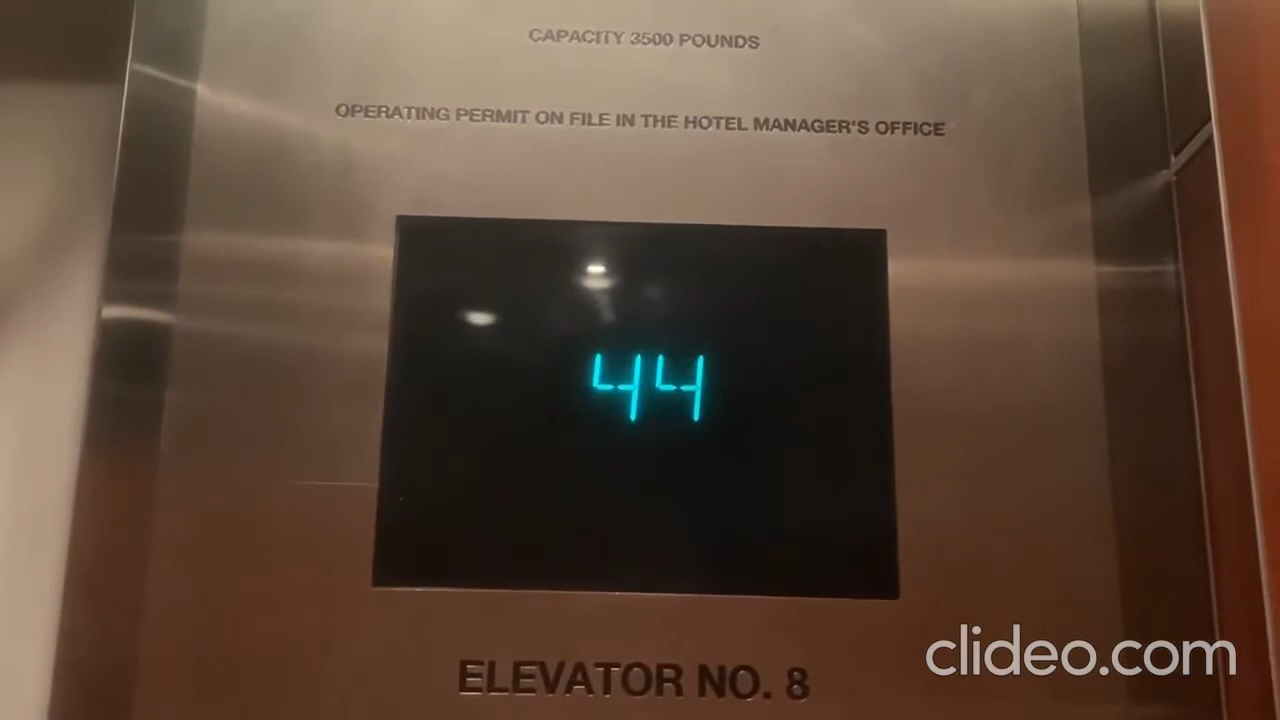 CAPACITY 3500 POUNDS
OPERATING PERMIT ON FILE IN THE HOTEL MANAGER'S OFFICE
44
ELEVATOR NO. 8
clideo.com